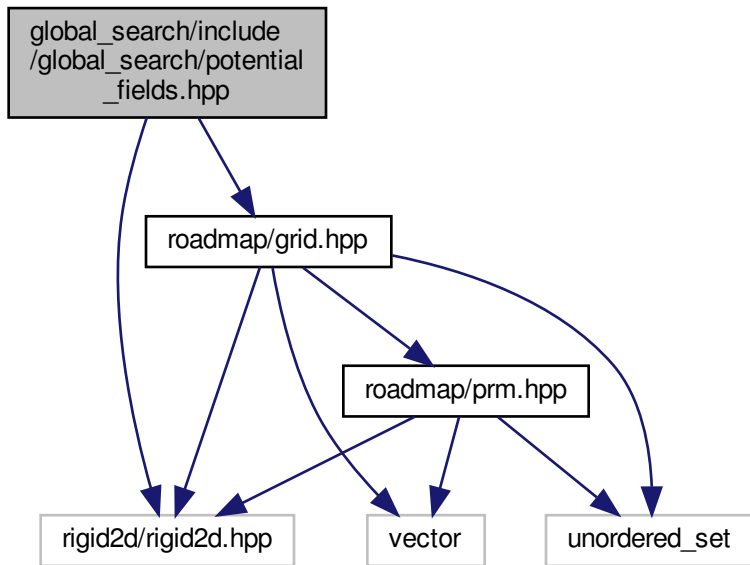 global_search/include
/global_search/potential
_fields.hpp
roadmap/grid.hpp
roadmap/prm.hpp
rigid2d/rigid2d.hpp
vector
unordered_set